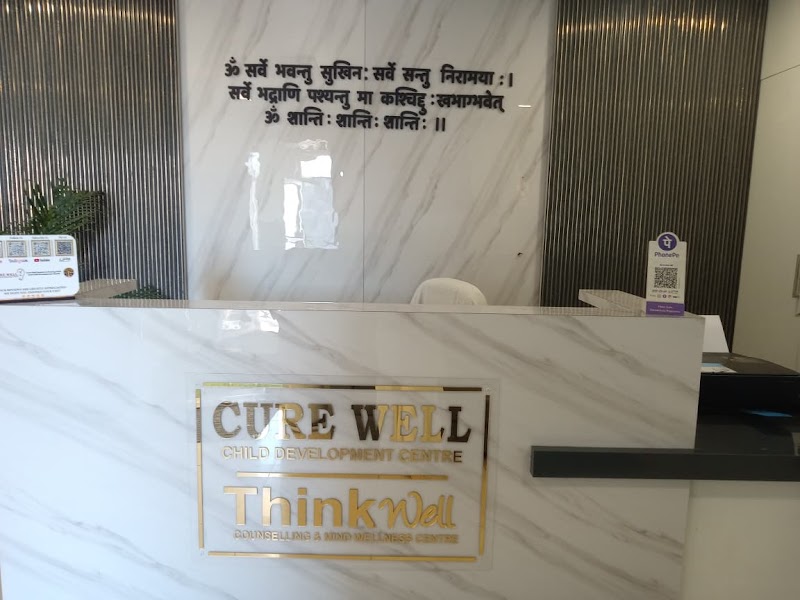 ॐ सर्वे भवन्तु सुखिनः सर्वे सन्तु निरामयाः।
सर्वे भद्राणि पश्यन्तु मा कश्चिद्दुःखभाग्भवेत्
ॐ शान्तिः शान्तिः शान्तिः ॥
पे
PhonePe
CURE WELL
CHILD DEVELOPMENT CENTRE
ThinkWell
COUNSELLING & MIND WELLNESS CENTRE